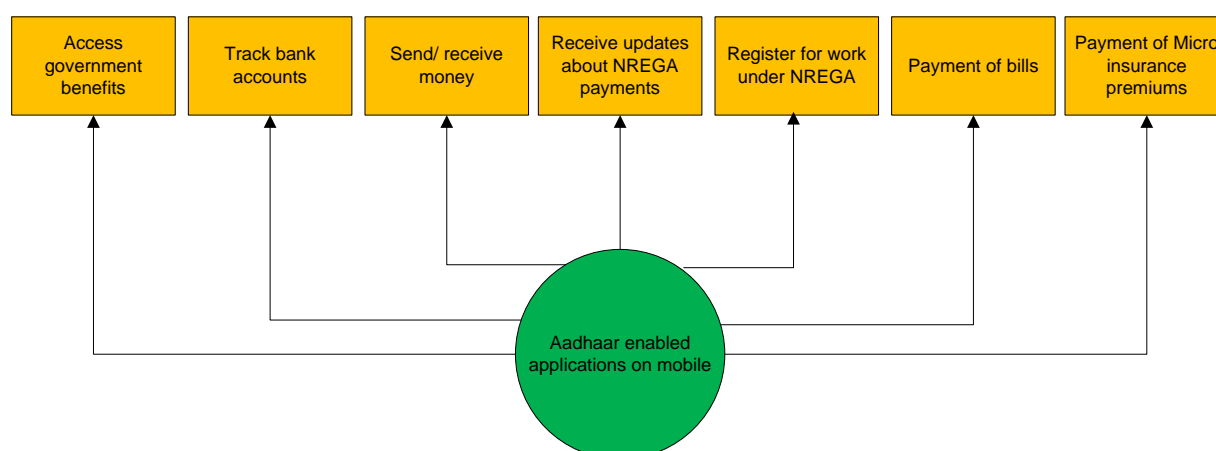 Access
government
benefits
Track bank
accounts
Send/ receive
money
Receive updates
about NREGA
payments
Register for work
under NREGA
Payment of bills
Payment of Micro
insurance
premiums
Aadhaar enabled
applications on mobile